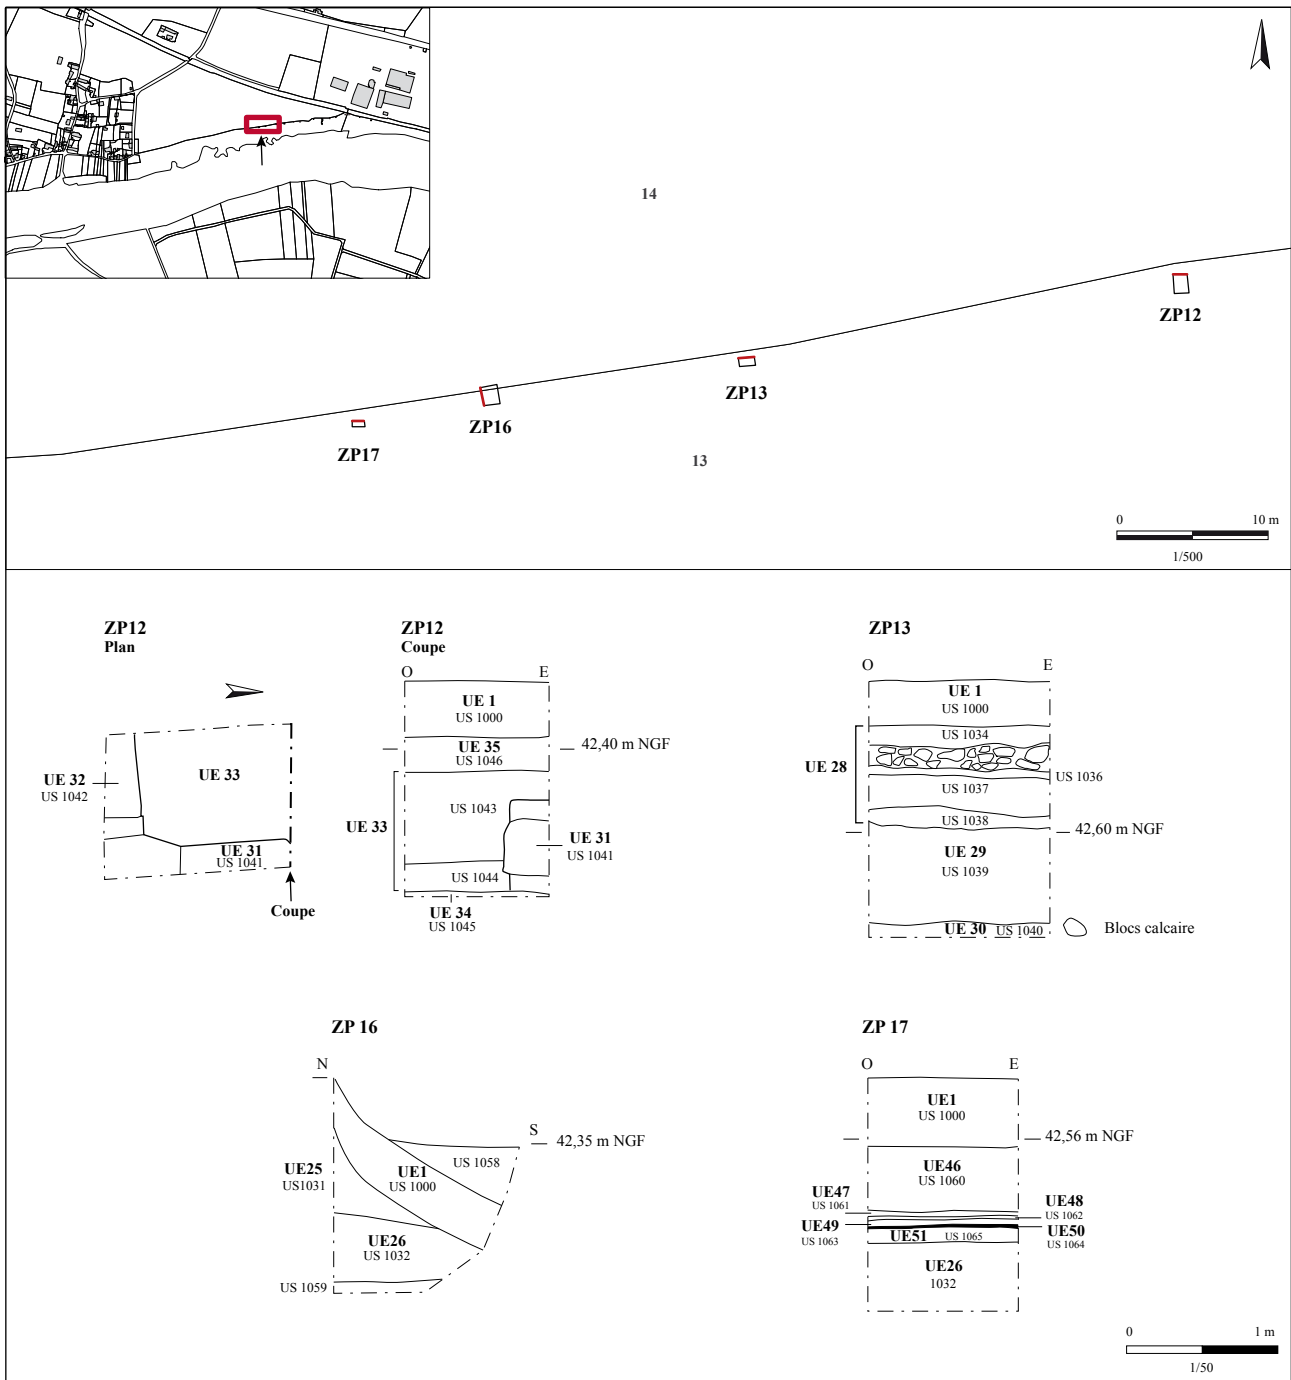 14
ZP12
ZP13
ZP16
ZP17
13
0 10 m
1/500
ZP12
Plan
UE 32
US 1042
UE 33
UE 31
US 1041
Coupe
ZP12
Coupe
O E
UE 1
US 1000
UE 35
US 1046
42,40 m NGF
US 1043
UE 33
UE 31
US 1041
US 1044
UE 34
US 1045
ZP13
O E
UE 1
US 1000
US 1034
UE 28
US 1036
US 1037
US 1038
42,60 m NGF
UE 29
US 1039
UE 30 US 1040
Blocs calcaire
ZP 16
N
S
42,35 m NGF
US 1058
UE25
US1031
UE1
US 1000
UE26
US 1032
US 1059
ZP 17
O E
UE1
US 1000
42,56 m NGF
UE46
US 1060
UE47
US 1061
UE48
US 1062
UE49
US 1063
UE50
US 1064
UE51 US 1065
UE26
1032
0 1 m
1/50